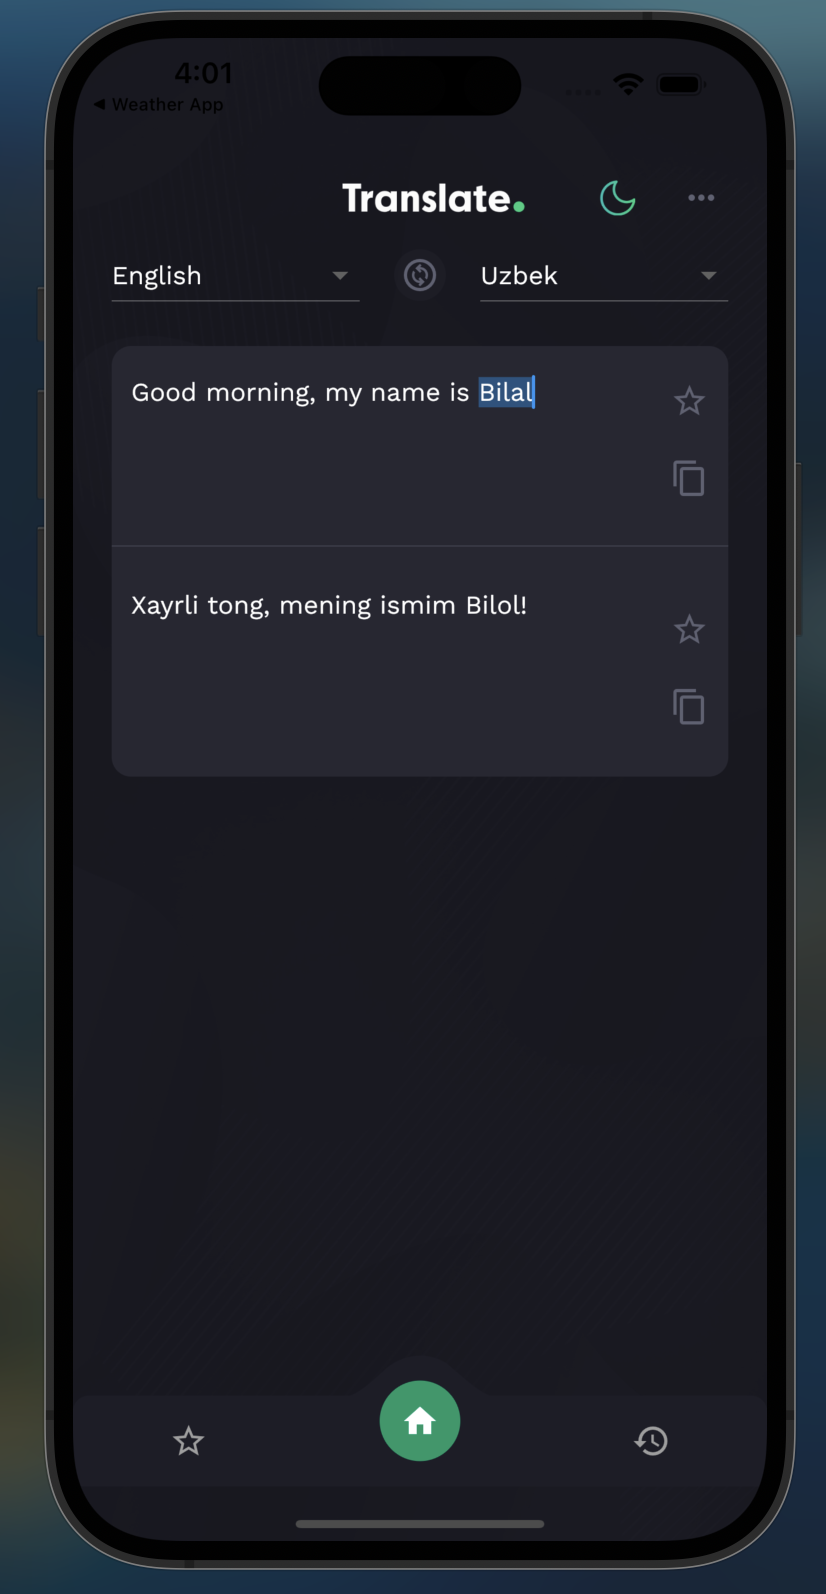 4:01
◀ Weather App
Translate.
English
Uzbek
Good morning, my name is Bilal
Xayrli tong, mening ismim Bilol!